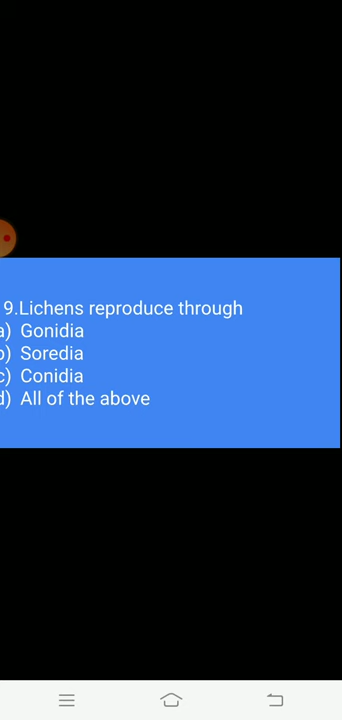 9.Lichens reproduce through
a) Gonidia
b) Soredia
c) Conidia
d) All of the above